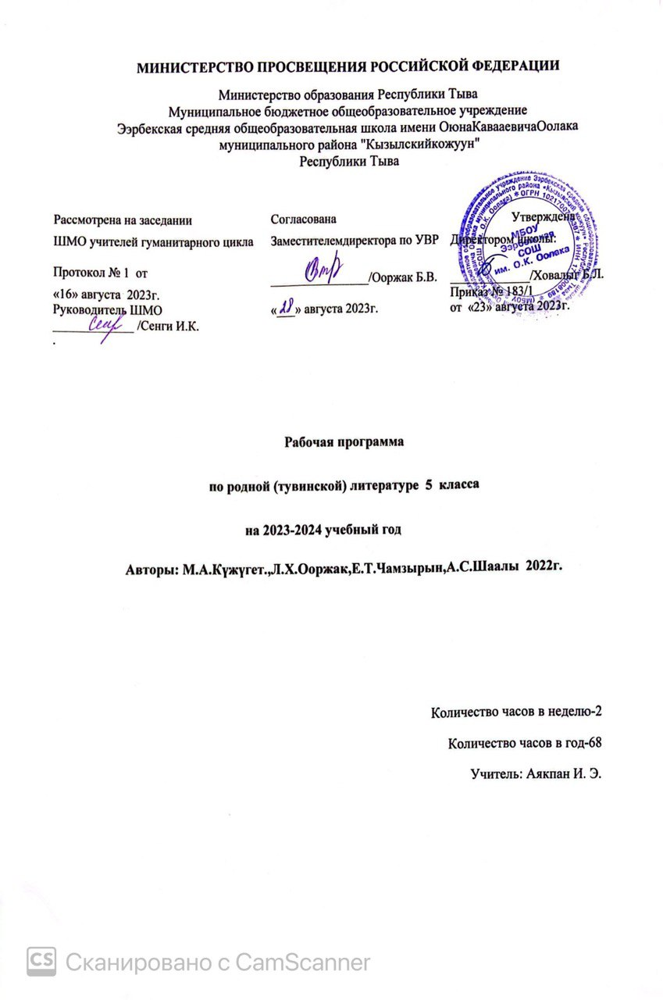 МИНИСТЕРСТВО ПРОСВЕЩЕНИЯ РОССИЙСКОЙ ФЕДЕРАЦИИ
Министерство образования Республики Тыва
Муниципальное бюджетное общеобразовательное учреждение
Ээрбекская средняя общеобразовательная школа имени ОюнаКавааевичаОолака
муниципального района "Кызылскийкожуун"
Республики Тыва
Рассмотрена на заседании
ШМО учителей гуманитарного цикла
Протокол № 1 от
«16» августа 2023г.
Руководитель ШМО
/Сенги И.К.
.
Согласована
Заместителемдиректора по УВР
/Ооржак Б.В.
«28» августа 2023г.
Утверждена
Директором школы:
/Ховалыг Б.Л.
Приказ № 183/1
от «23» августа 2023г.
МБОУ
Ээрбекская
СОШ
им. О.К. Оолака
Рабочая программа
по родной (тувинской) литературе 5 класса
на 2023-2024 учебный год
Авторы: М.А.Күжүгет.,Л.Х.Ооржак,Е.Т.Чамзырын,А.С.Шаалы 2022г.
Количество часов в неделю-2
Количество часов в год-68
Учитель: Аякпан И. Э.
CS Сканировано с CamScanner